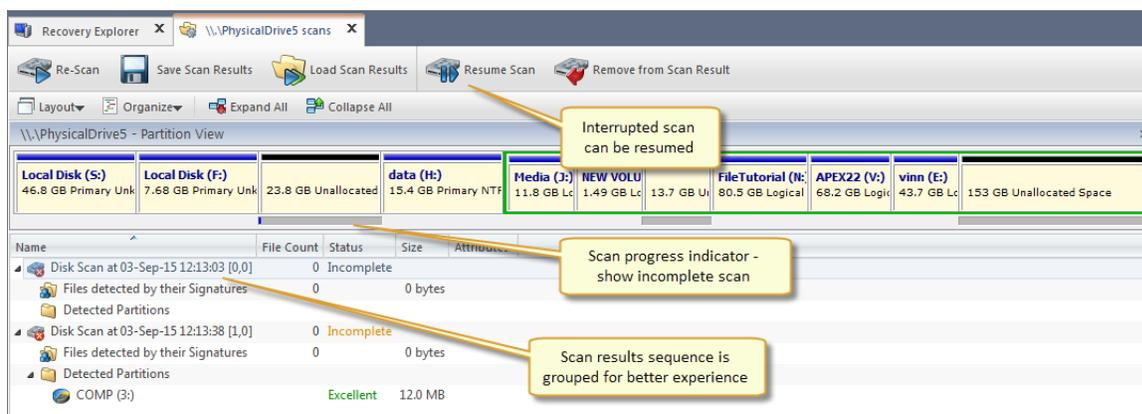 Recovery Explorer X \\.\PhysicalDrive5 scans X
Re-Scan Save Scan Results Load Scan Results Resume Scan Remove from Scan Result
Layout Organize Expand All Collapse All
\\.\PhysicalDrive5 - Partition View
Interrupted scan
can be resumed
Local Disk (S:)
46.8 GB Primary Unk
Local Disk (F:)
7.68 GB Primary Unk
23.8 GB Unallocated
data (H:)
15.4 GB Primary NTF
Media (J:)
11.8 GB Lo
NEW VOLU
1.49 GB Lo
13.7 GB
FileTutorial (N:
80.5 GB Logical
APEX22 (V:)
68.2 GB Logic
vinn (E:)
43.7 GB Lo
153 GB Unallocated Space
Scan progress indicator -
show incomplete scan
Name File Count Status Size Attributes
Disk Scan at 03-Sep-15 12:13:03 [0,0] 0 Incomplete
Files detected by their Signatures 0 0 bytes
Detected Partitions
Disk Scan at 03-Sep-15 12:13:38 [1,0] 0 Incomplete
Files detected by their Signatures 0 0 bytes
Detected Partitions
COMP (3:) Excellent 12.0 MB
Scan results sequence is
grouped for better experience